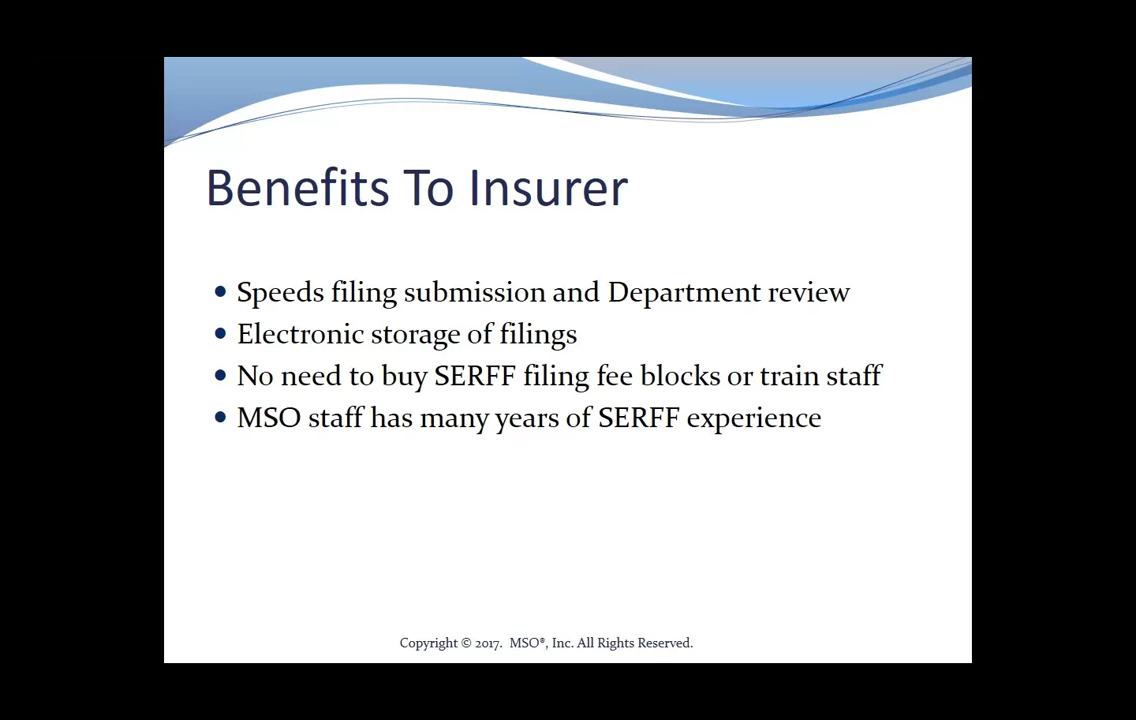 Benefits To Insurer
• Speeds filing submission and Department review
• Electronic storage of filings
• No need to buy SERFF filing fee blocks or train staff
• MSO staff has many years of SERFF experience
Copyright © 2017. MSO®, Inc. All Rights Reserved.